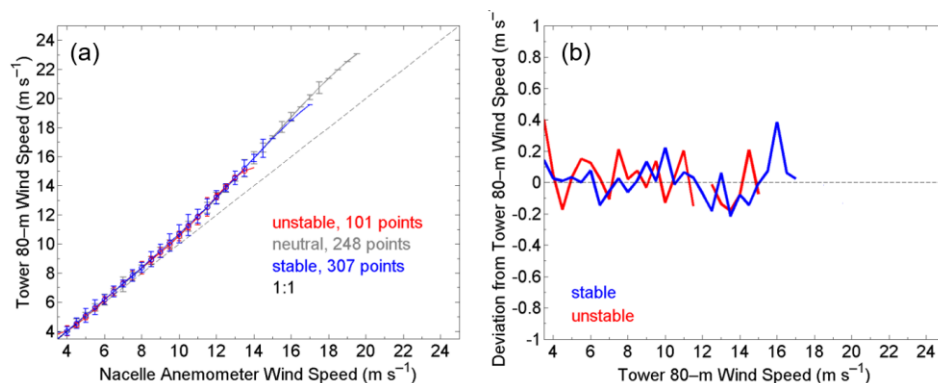 (a)
Tower 80–m Wind Speed (m s⁻¹)
24
22
20
18
16
14
12
10
8
6
4
unstable, 101 points
neutral, 248 points
stable, 307 points
1:1
4 6 8 10 12 14 16 18 20 22 24
Nacelle Anemometer Wind Speed (m s⁻¹)
(b)
Deviation from Tower 80–m Wind Speed (m s⁻¹)
1
0.8
0.6
0.4
0.2
0
-0.2
-0.4
-0.6
-0.8
-1
stable
unstable
4 6 8 10 12 14 16 18 20 22 24
Tower 80–m Wind Speed (m s⁻¹)